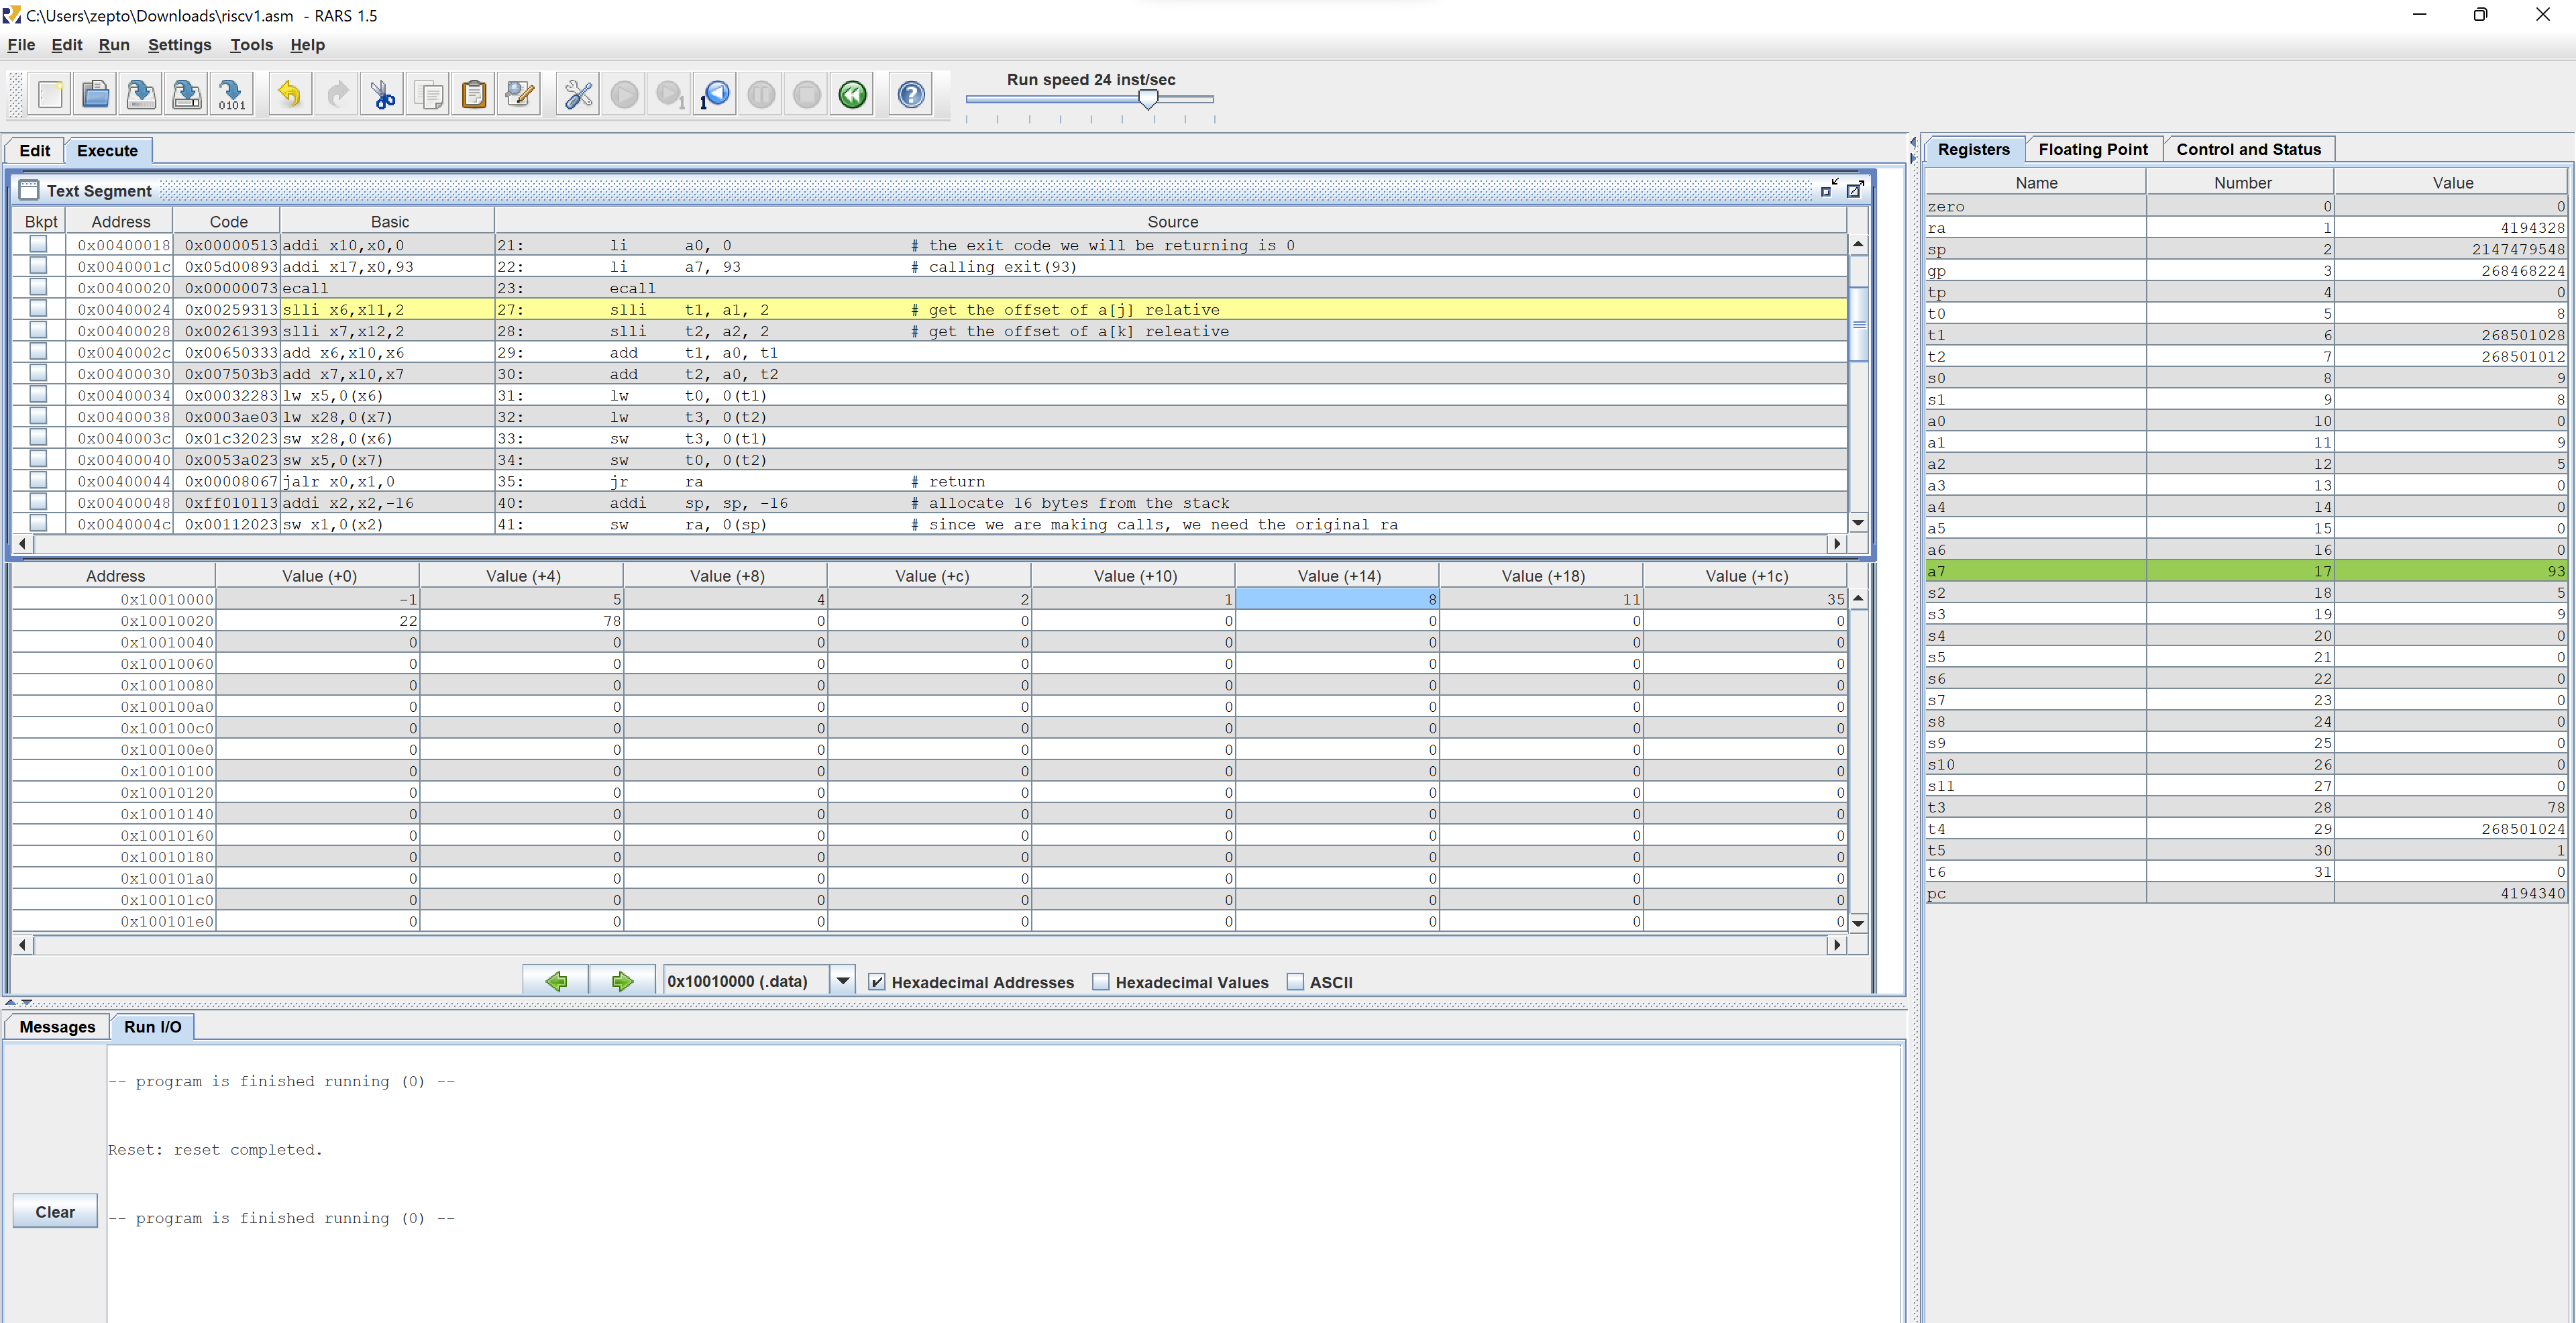 C:\Users\zepto\Downloads\riscv1.asm - RARS 1.5
File Edit Run Settings Tools Help
Run speed 24 inst/sec
Edit Execute
Text Segment
Bkpt Address Code Basic Source
0x00400018 0x00000513 addi x10,x0,0 21: li a0, 0 # the exit code we will be returning is 0
0x0040001c 0x05d00893 addi x17,x0,93 22: li a7, 93 # calling exit(93)
0x00400020 0x00000073 ecall 23: ecall
0x00400024 0x00259313 slli x6,x11,2 27: slli t1, a1, 2 # get the offset of a[j] relative
0x00400028 0x00261393 slli x7,x12,2 28: slli t2, a2, 2 # get the offset of a[k] releative
0x0040002c 0x00650333 add x6,x10,x6 29: add t1, a0, t1
0x00400030 0x007503b3 add x7,x10,x7 30: add t2, a0, t2
0x00400034 0x00032283 lw x5,0(x6) 31: lw t0, 0(t1)
0x00400038 0x0003ae03 lw x28,0(x7) 32: lw t3, 0(t2)
0x0040003c 0x01c32023 sw x28,0(x6) 33: sw t3, 0(t1)
0x00400040 0x0053a023 sw x5,0(x7) 34: sw t0, 0(t2)
0x00400044 0x00008067 jalr x0,x1,0 35: jr ra # return
0x00400048 0xff010113 addi x2,x2,-16 40: addi sp, sp, -16 # allocate 16 bytes from the stack
0x0040004c 0x00112023 sw x1,0(x2) 41: sw ra, 0(sp) # since we are making calls, we need the original ra
Address Value (+0) Value (+4) Value (+8) Value (+c) Value (+10) Value (+14) Value (+18) Value (+1c)
0x10010000 -1 5 4 2 1 8 11 35
0x10010020 22 78 0 0 0 0 0 0
0x10010040 0 0 0 0 0 0 0 0
0x10010060 0 0 0 0 0 0 0 0
0x10010080 0 0 0 0 0 0 0 0
0x100100a0 0 0 0 0 0 0 0 0
0x100100c0 0 0 0 0 0 0 0 0
0x100100e0 0 0 0 0 0 0 0 0
0x10010100 0 0 0 0 0 0 0 0
0x10010120 0 0 0 0 0 0 0 0
0x10010140 0 0 0 0 0 0 0 0
0x10010160 0 0 0 0 0 0 0 0
0x10010180 0 0 0 0 0 0 0 0
0x100101a0 0 0 0 0 0 0 0 0
0x100101c0 0 0 0 0 0 0 0 0
0x100101e0 0 0 0 0 0 0 0 0
0x10010000 (.data) Hexadecimal Addresses Hexadecimal Values ASCII
Messages Run I/O
-- program is finished running (0) --
Reset: reset completed.
Clear
-- program is finished running (0) --
Registers Floating Point Control and Status
Name Number Value
zero 0 0
ra 1 4194328
sp 2 2147479548
gp 3 268468224
tp 4 0
t0 5 8
t1 6 268501028
t2 7 268501012
s0 8 9
s1 9 8
a0 10 0
a1 11 9
a2 12 5
a3 13 0
a4 14 0
a5 15 0
a6 16 0
a7 17 93
s2 18 5
s3 19 9
s4 20 0
s5 21 0
s6 22 0
s7 23 0
s8 24 0
s9 25 0
s10 26 0
s11 27 0
t3 28 78
t4 29 268501024
t5 30 1
t6 31 0
pc 4194340